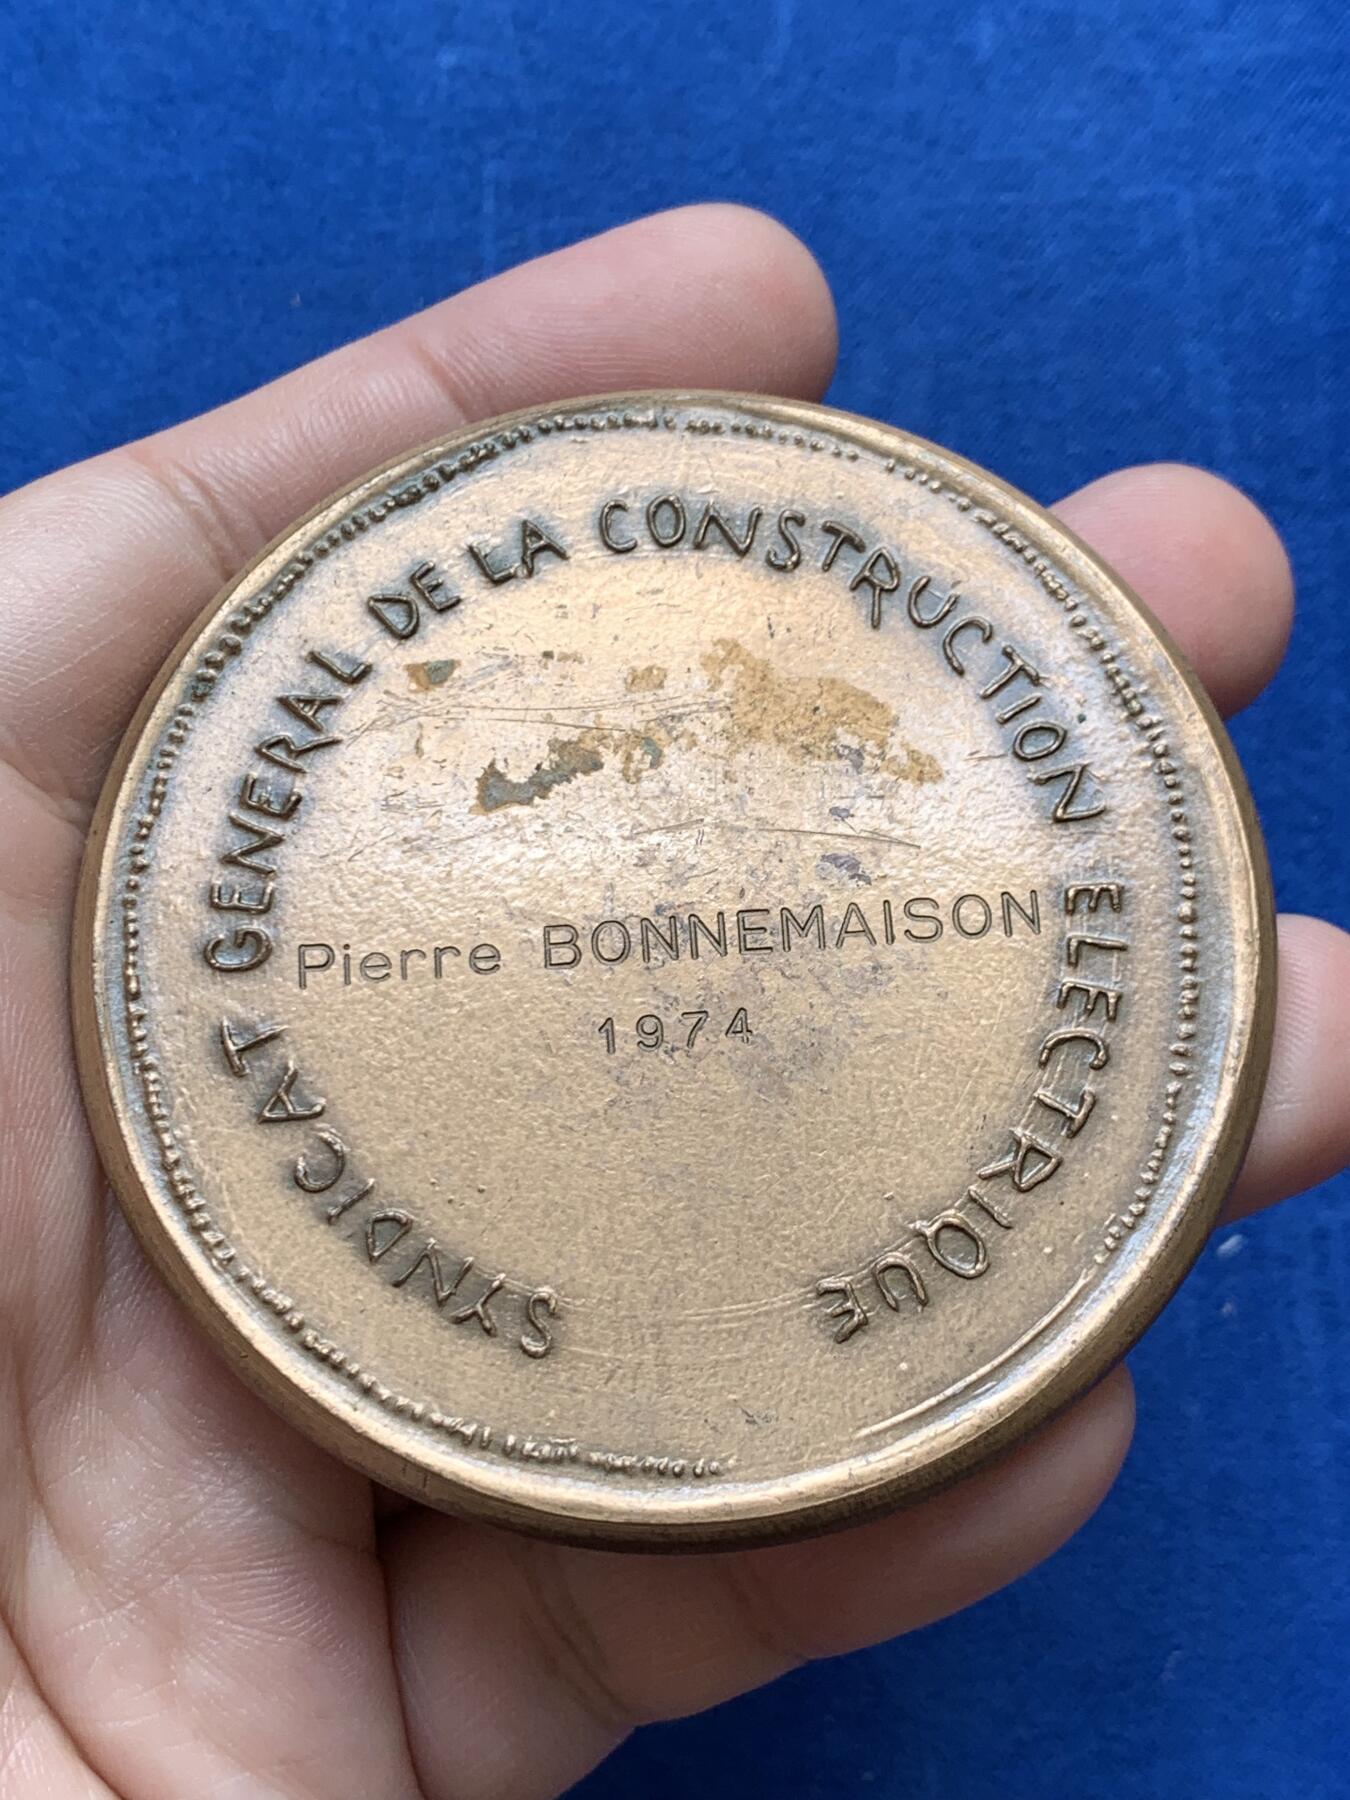 SYNDICAT GENERAL DE LA CONSTRUCTION ELECTRIQUE
Pierre BONNEMAISON
1974